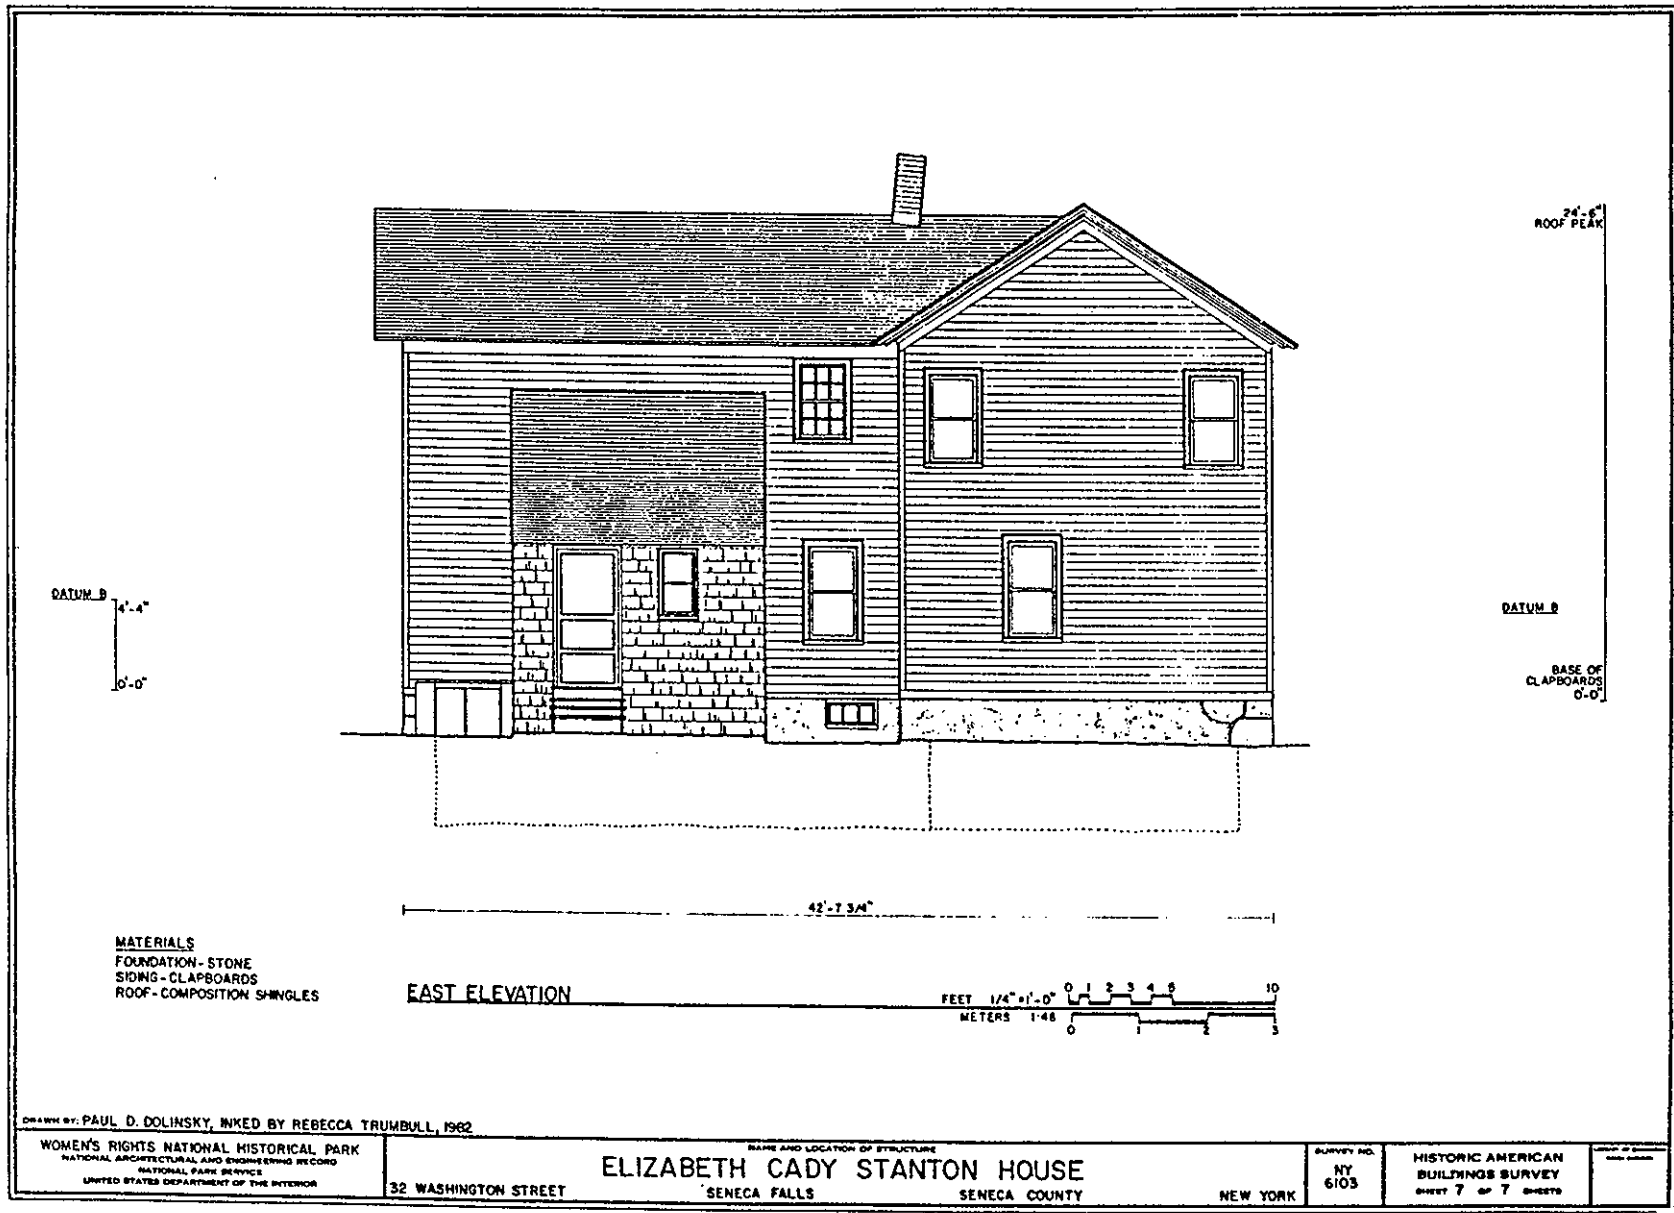 24'-6"
ROOF PEAK
DATUM B
4'-4"
0'-0"
DATUM B
BASE OF
CLAPBOARDS
0'-0"
42'-7 3/4"
MATERIALS
FOUNDATION-STONE
SIDING-CLAPBOARDS
ROOF-COMPOSITION SHINGLES
EAST ELEVATION
FEET 1/4"=1'-0" 0 1 2 3 4 5 10
METERS 1:48 0 1 2 3
DRAWN BY: PAUL D. DOLINSKY, INKED BY REBECCA TRUMBULL, 1982
WOMEN'S RIGHTS NATIONAL HISTORICAL PARK
NATIONAL ARCHITECTURAL AND ENGINEERING RECORD
NATIONAL PARK SERVICE
UNITED STATES DEPARTMENT OF THE INTERIOR
NAME AND LOCATION OF STRUCTURE
ELIZABETH CADY STANTON HOUSE
32 WASHINGTON STREET SENECA FALLS SENECA COUNTY NEW YORK
SURVEY NO.
NY
6103
HISTORIC AMERICAN
BUILDINGS SURVEY
SHEET 7 OF 7 SHEETS